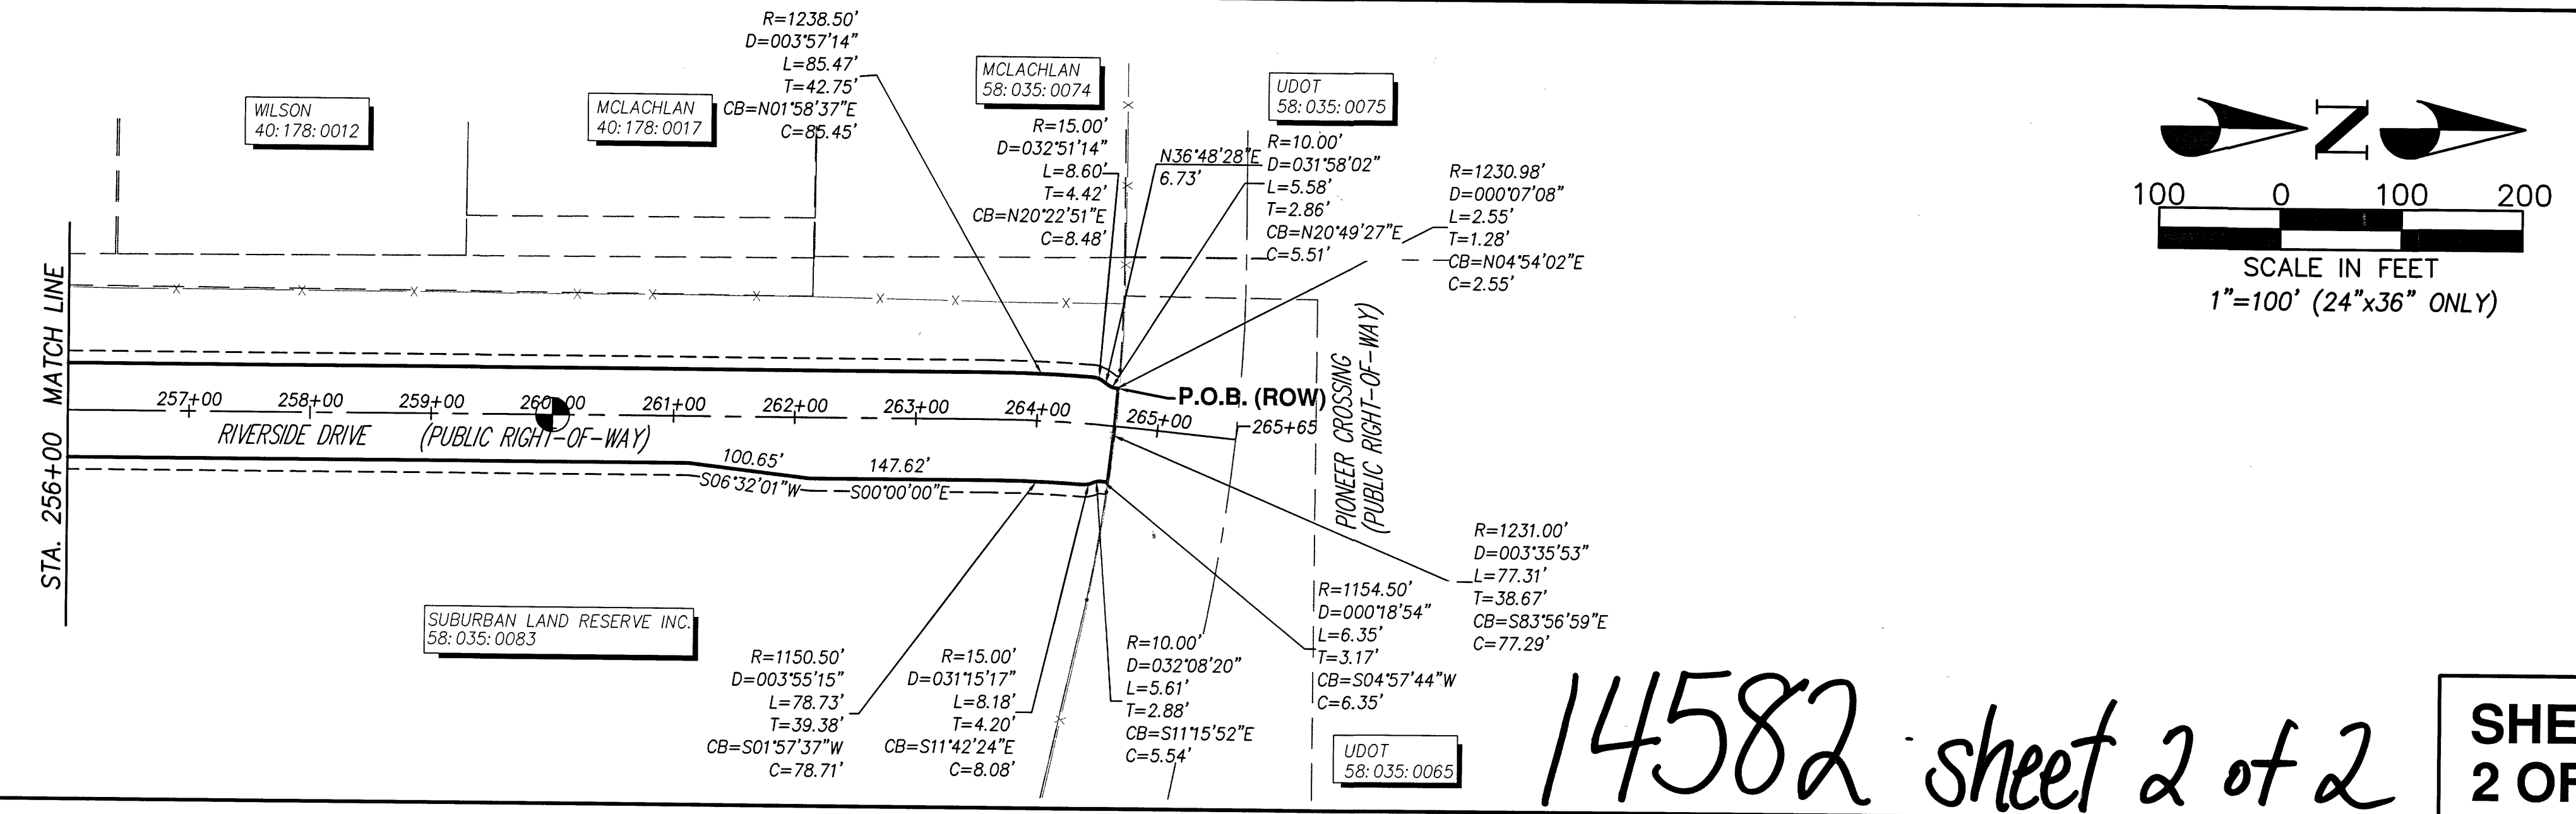 R=1238.50'
D=003°57'14"
L=85.47'
T=42.75'
CB=N01°58'37"E
C=85.45'
WILSON
40:178:0012
MCLACHLAN
40:178:0017
MCLACHLAN
58:035:0074
UDOT
58:035:0075
R=15.00'
D=032°51'14"
L=8.60'
T=4.42'
CB=N20°22'51"E
C=8.48'
N36°48'28"E
6.73'
R=10.00'
D=031°58'02"
L=5.58'
T=2.86'
CB=N20°49'27"E
C=5.51'
R=1230.98'
D=000°07'08"
L=2.55'
T=1.28'
CB=N04°54'02"E
C=2.55'
N
100 0 100 200
SCALE IN FEET
1"=100' (24"x36" ONLY)
STA. 256+00 MATCH LINE
257+00 258+00 259+00 260+00 261+00 262+00 263+00 264+00 265+00 265+65
P.O.B. (ROW)
RIVERSIDE DRIVE (PUBLIC RIGHT-OF-WAY)
PIONEER CROSSING
(PUBLIC RIGHT-OF-WAY)
100.65'
S06°32'01"W
147.62'
S00°00'00"E
SUBURBAN LAND RESERVE INC.
58:035:0083
R=1150.50'
D=003°55'15"
L=78.73'
T=39.38'
CB=S01°57'37"W
C=78.71'
R=15.00'
D=031°15'17"
L=8.18'
T=4.20'
CB=S11°42'24"E
C=8.08'
R=10.00'
D=032°08'20"
L=5.61'
T=2.88'
CB=S11°15'52"E
C=5.54'
R=1154.50'
D=000°18'54"
L=6.35'
T=3.17'
CB=S04°57'44"W
C=6.35'
R=1231.00'
D=003°35'53"
L=77.31'
T=38.67'
CB=S83°56'59"E
C=77.29'
UDOT
58:035:0065
14582 sheet 2 of 2
SHE
2 OF